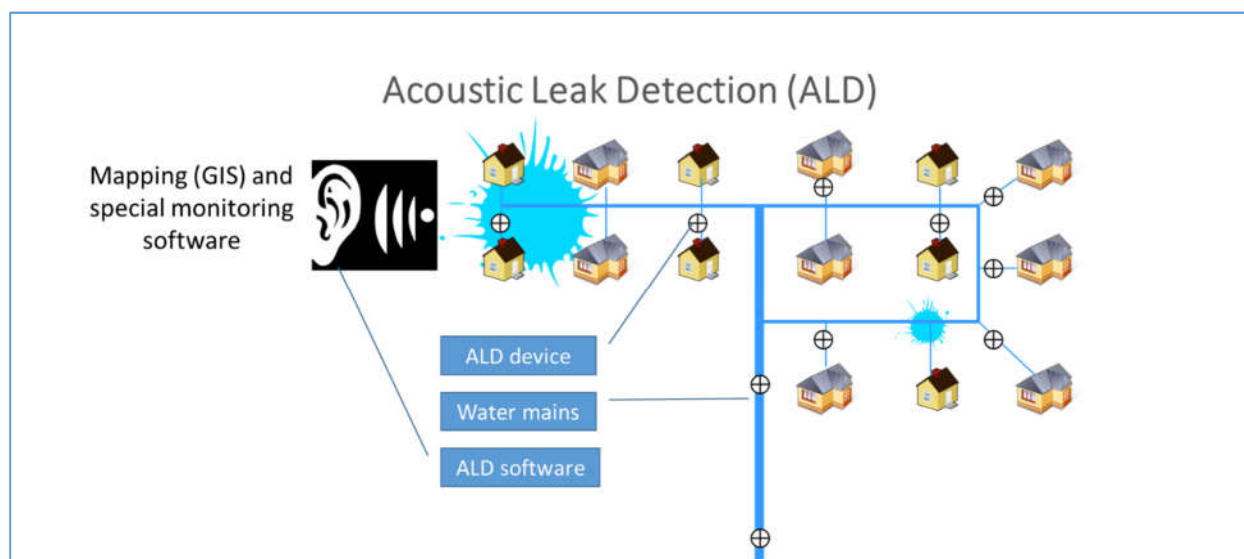 Acoustic Leak Detection (ALD)
Mapping (GIS) and
special monitoring
software
ALD device
Water mains
ALD software